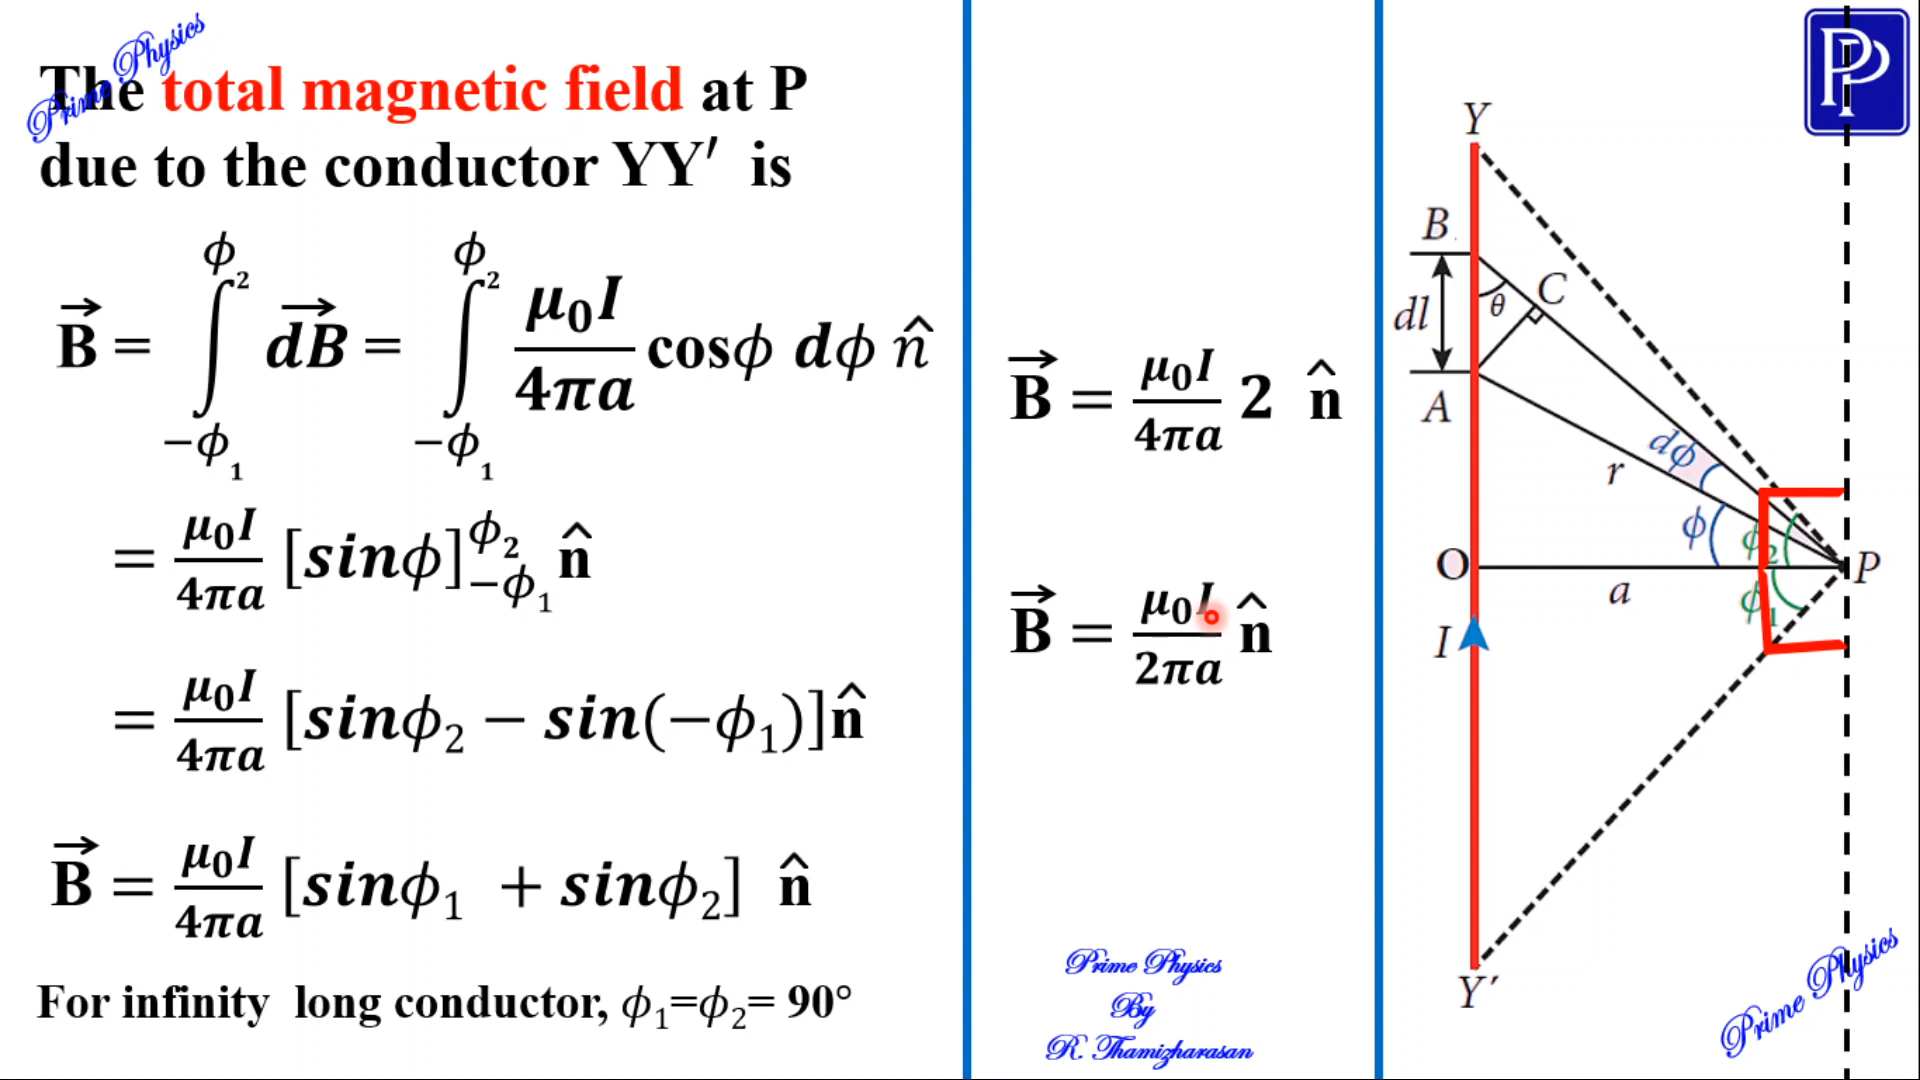 Prime Physics
The total magnetic field at P
due to the conductor YY′ is
B⃗ = ∫_{−ϕ₁}^{ϕ₂} d⃗B = ∫_{−ϕ₁}^{ϕ₂} μ₀I/4πa cosϕ dϕ n̂
= μ₀I/4πa [sinϕ]_{−ϕ₁}^{ϕ₂} n̂
= μ₀I/4πa [sinϕ₂ − sin(−ϕ₁)]n̂
B⃗ = μ₀I/4πa [sinϕ₁ + sinϕ₂] n̂
For infinity long conductor, ϕ₁=ϕ₂= 90°
B⃗ = μ₀I/4πa 2 n̂
B⃗ = μ₀I/2πa n̂
Prime Physics
By
R. Thamizharasan
PP
Y
B
C
θ
dl
A
dϕ
r
ϕ
ϕ₂
O
P
a
ϕ₁
I
Y′
Prime Physics